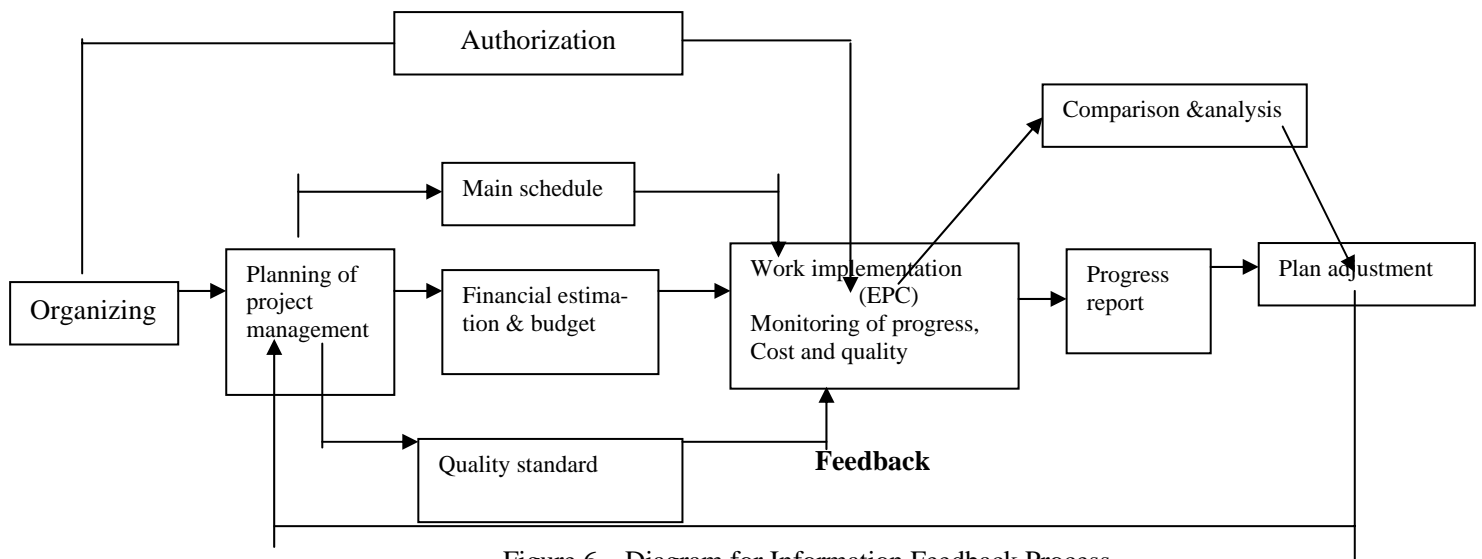 Authorization
Comparison &analysis
Main schedule
Organizing
Planning of
project
management
Financial estima-
tion & budget
Work implementation
(EPC)
Monitoring of progress,
Cost and quality
Progress
report
Plan adjustment
Quality standard
Feedback
Figure 6 Diagram for Information Feedback Process